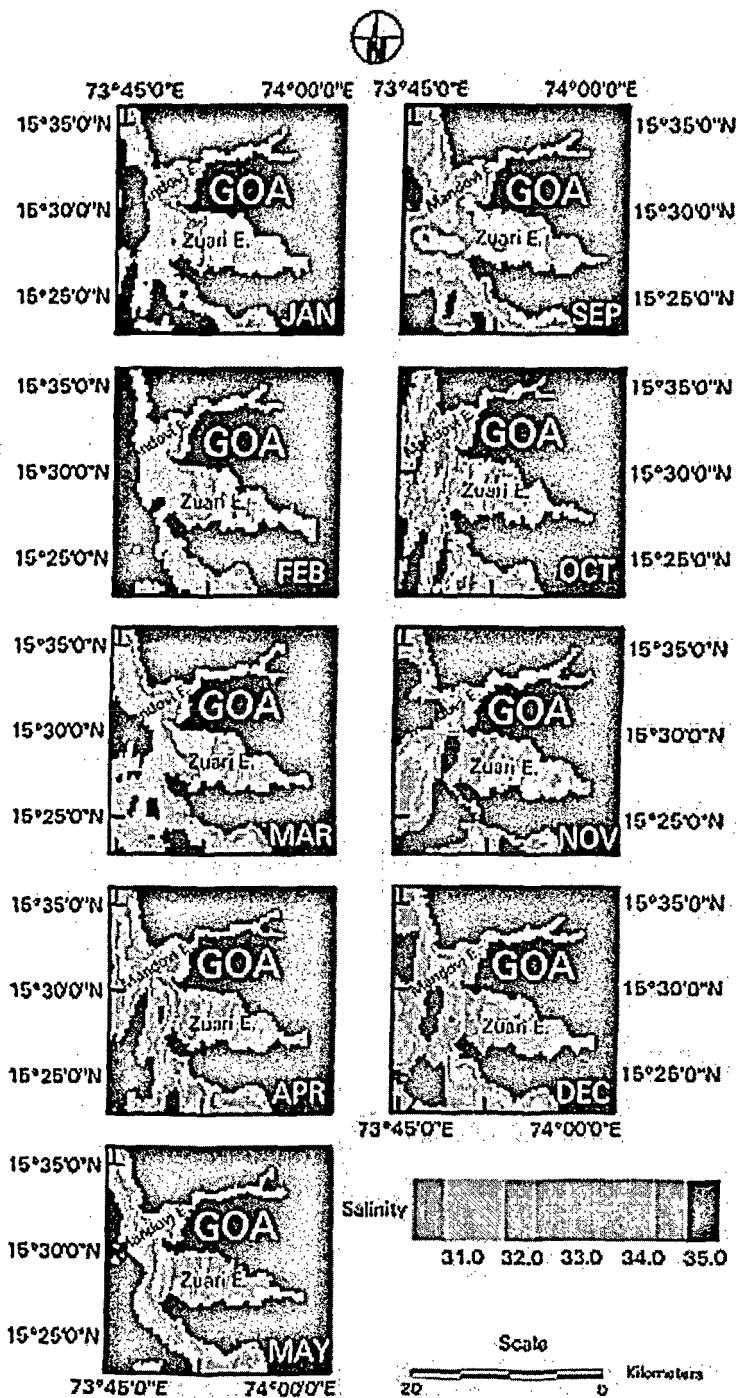 N
73°45'0"E 74°00'0"E 73°45'0"E 74°00'0"E
15°35'0"N 15°35'0"N
Mandovi E.
GOA GOA
15°30'0"N 15°30'0"N
Zuari E. Zuari E.
15°25'0"N 15°25'0"N
JAN SEP
15°35'0"N 15°35'0"N
GOA GOA
15°30'0"N 15°30'0"N
Zuari E. Zuari E.
15°25'0"N 15°25'0"N
FEB OCT
15°35'0"N 15°35'0"N
GOA GOA
15°30'0"N 15°30'0"N
Zuari E. Zuari E.
15°25'0"N 15°25'0"N
MAR NOV
15°35'0"N 15°35'0"N
GOA GOA
Mandovi E. Mandovi E.
15°30'0"N 15°30'0"N
Zuari E. Zuari E.
15°25'0"N 15°25'0"N
APR DEC
73°45'0"E 74°00'0"E
15°35'0"N
GOA
Mandovi E.
15°30'0"N
Zuari E.
15°25'0"N
MAY
73°45'0"E 74°00'0"E
Salinity
31.0 32.0 33.0 34.0 35.0
Scale
20 0 Kilometers